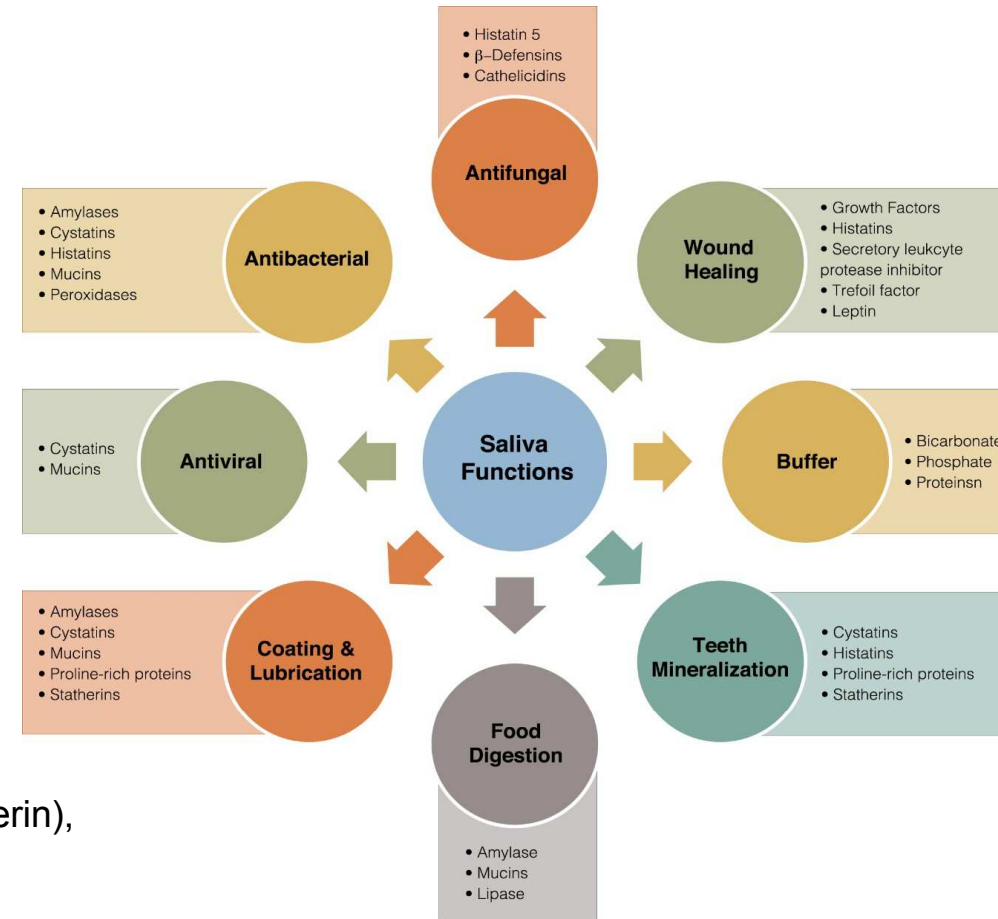 • Histatin 5
• β–Defensins
• Cathelicidins
Antifungal
• Amylases
• Cystatins
• Histatins
• Mucins
• Peroxidases
Antibacterial
Wound
Healing
• Growth Factors
• Histatins
• Secretory leukcyte
protease inhibitor
• Trefoil factor
• Leptin
• Cystatins
• Mucins
Antiviral
Saliva
Functions
Buffer
• Bicarbonate
• Phosphate
• Proteinsn
• Amylases
• Cystatins
• Mucins
• Proline-rich proteins
• Statherins
Coating &
Lubrication
Teeth
Mineralization
• Cystatins
• Histatins
• Proline-rich proteins
• Statherins
Food
Digestion
• Amylase
• Mucins
• Lipase
erin),